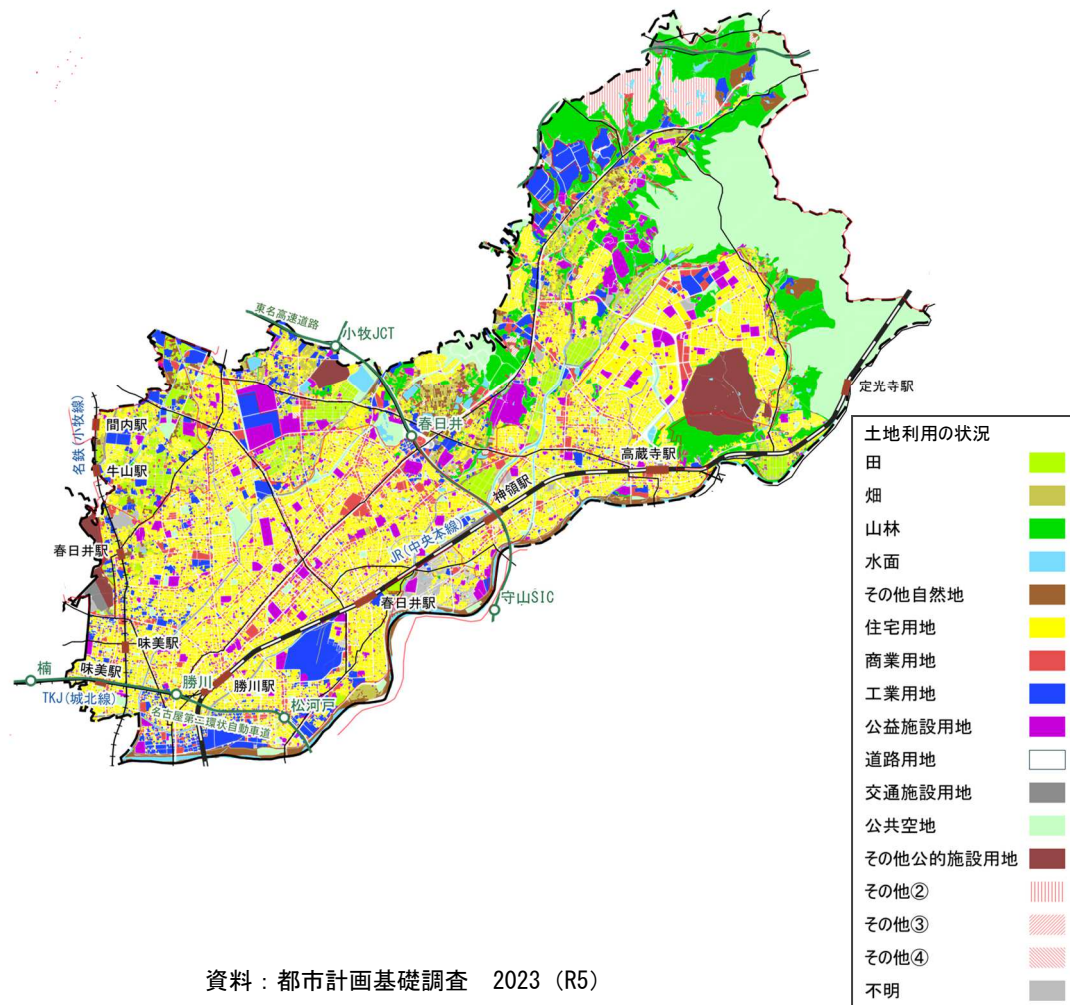 東名高速道路
小牧JCT
定光寺駅
名鉄(小牧線)
間内駅
春日井
牛山駅
高蔵寺駅
神領駅
JR(中央本線)
春日井駅
春日井駅
守山SIC
味美駅
楠
味美駅
勝川
勝川駅
TKJ(城北線)
松河戸
名古屋第二環状自動車道
土地利用の状況
田
畑
山林
水面
その他自然地
住宅用地
商業用地
工業用地
公益施設用地
道路用地
交通施設用地
公共空地
その他公的施設用地
その他②
その他③
その他④
不明
資料：都市計画基礎調査 2023（R5）